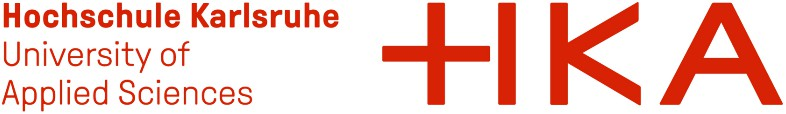 Hochschule Karlsruhe
University of
Applied Sciences
HKA